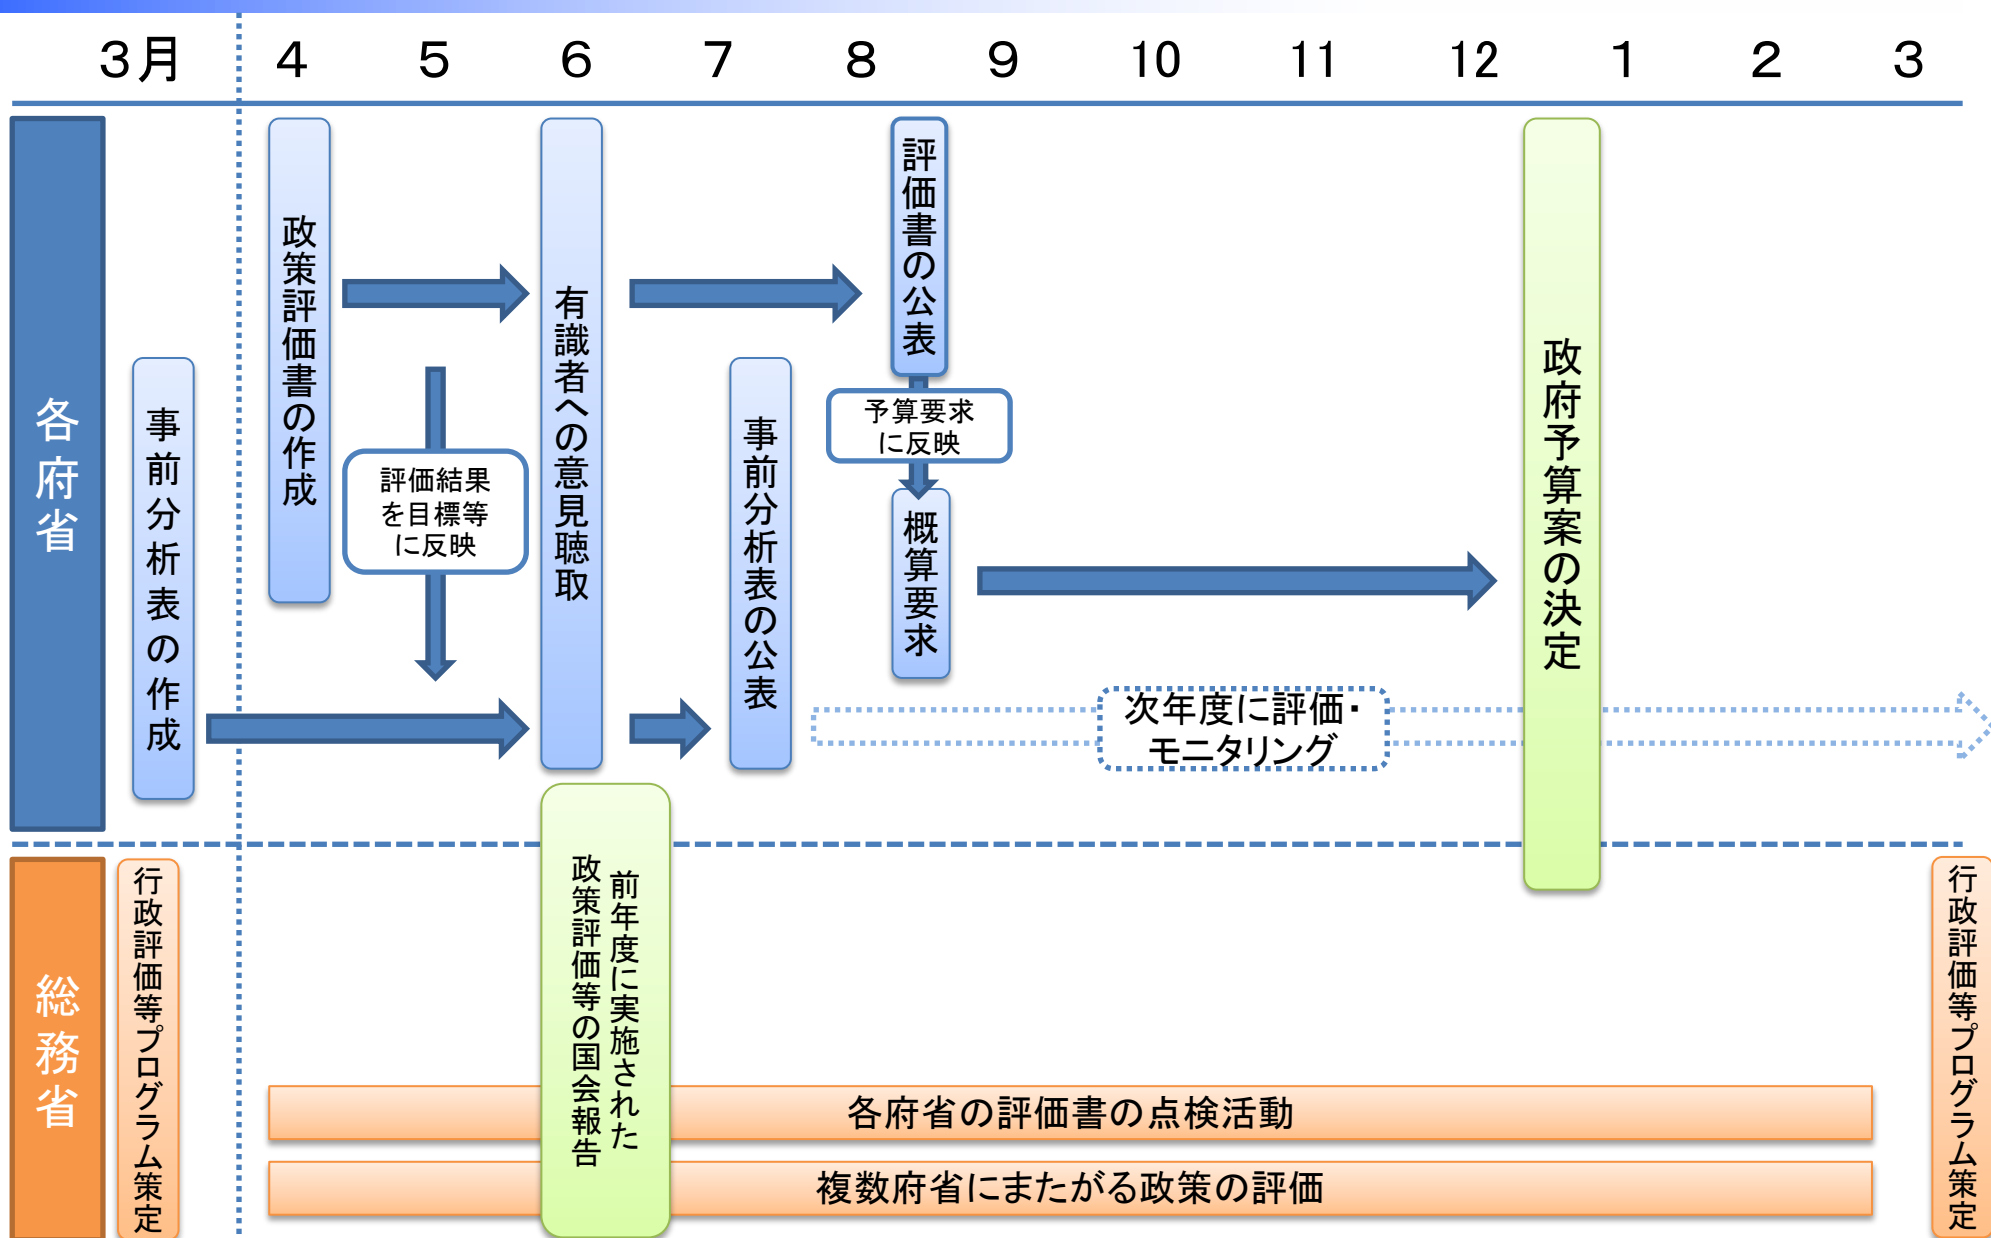 ３月 4 5 6 7 8 9 10 11 12 1 2 3
各府省
事前分析表の作成
政策評価書の作成
評価結果
を目標等
に反映
有識者への意見聴取
事前分析表の公表
評価書の公表
予算要求
に反映
概算要求
政府予算案の決定
次年度に評価・
モニタリング
総務省
行政評価等プログラム策定
前年度に実施された
政策評価等の国会報告
各府省の評価書の点検活動
複数府省にまたがる政策の評価
行政評価等プログラム策定